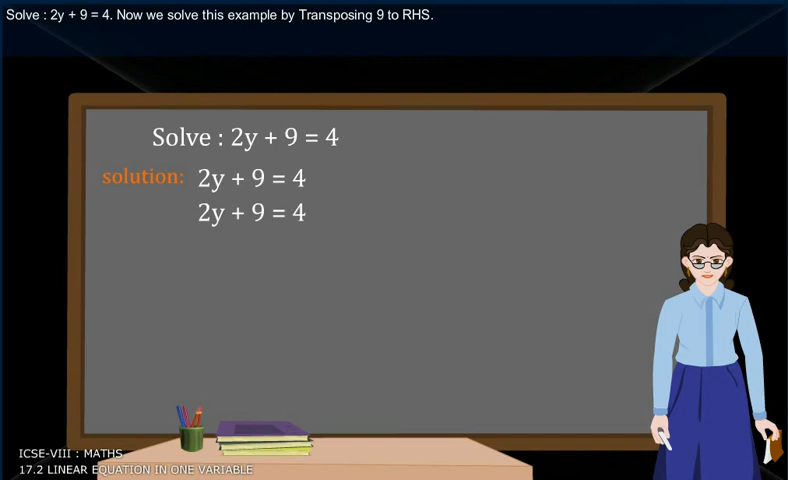 Solve : 2y + 9 = 4. Now we solve this example by Transposing 9 to RHS.
Solve : 2y + 9 = 4
solution: 2y + 9 = 4
2y + 9 = 4
ICSE-VIII : MATHS
17.2 LINEAR EQUATION IN ONE VARIABLE